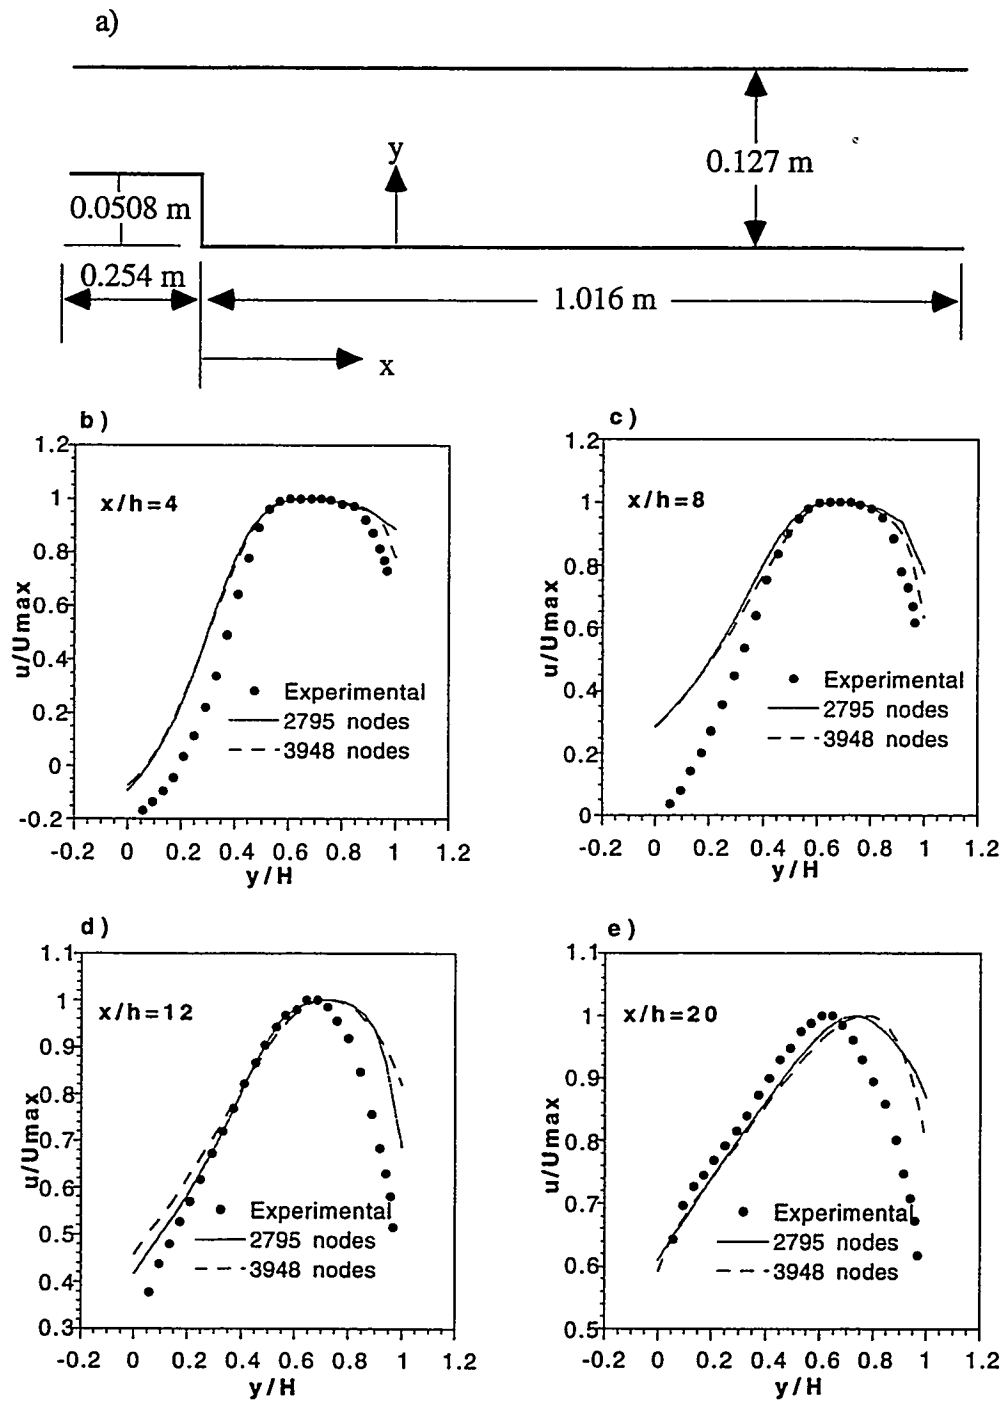 a)
y
0.127 m
0.0508 m
0.254 m
1.016 m
x
b)
x/h=4
u/Umax
1.2
1
0.8
0.6
0.4
0.2
0
-0.2
Experimental
2795 nodes
3948 nodes
-0.2 0 0.2 0.4 0.6 0.8 1 1.2
y/H
c)
x/h=8
u/Umax
1.2
1
0.8
0.6
0.4
0.2
0
Experimental
2795 nodes
3948 nodes
-0.2 0 0.2 0.4 0.6 0.8 1 1.2
y/H
d)
x/h=12
u/Umax
1.1
1
0.9
0.8
0.7
0.6
0.5
0.4
0.3
Experimental
2795 nodes
3948 nodes
-0.2 0 0.2 0.4 0.6 0.8 1 1.2
y/H
e)
x/h=20
u/Umax
1.1
1
0.9
0.8
0.7
0.6
0.5
Experimental
2795 nodes
3948 nodes
-0.2 0 0.2 0.4 0.6 0.8 1 1.2
y/H